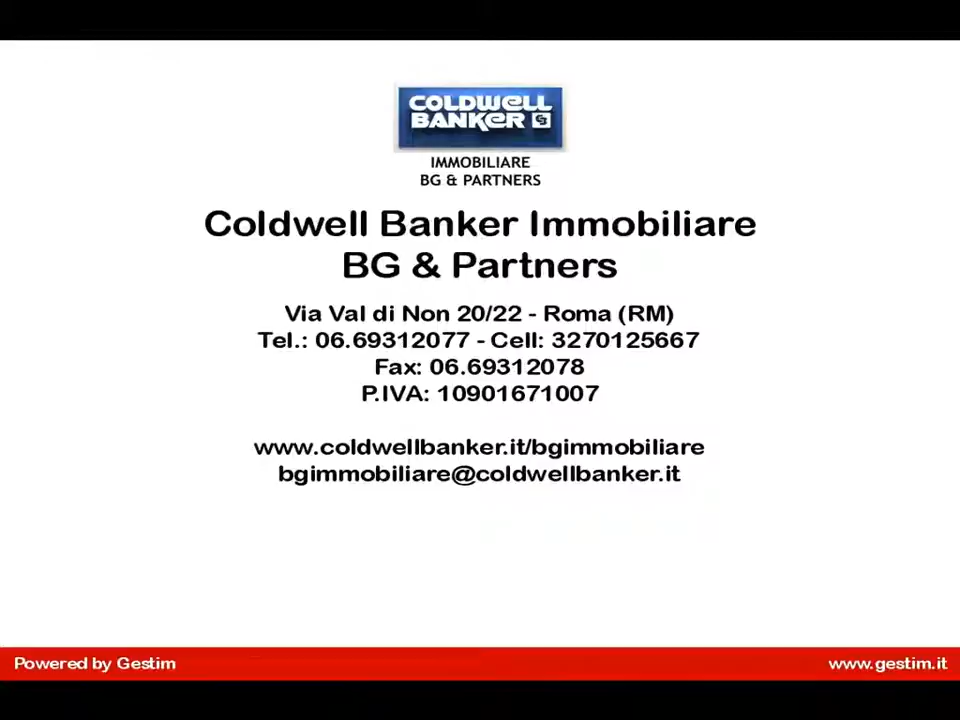 COLDWELL
BANKER CB
IMMOBILIARE
BG & PARTNERS
Coldwell Banker Immobiliare
BG & Partners
Via Val di Non 20/22 - Roma (RM)
Tel.: 06.69312077 - Cell: 3270125667
Fax: 06.69312078
P.IVA: 10901671007
www.coldwellbanker.it/bgimmobiliare
bgimmobiliare@coldwellbanker.it
Powered by Gestim
www.gestim.it